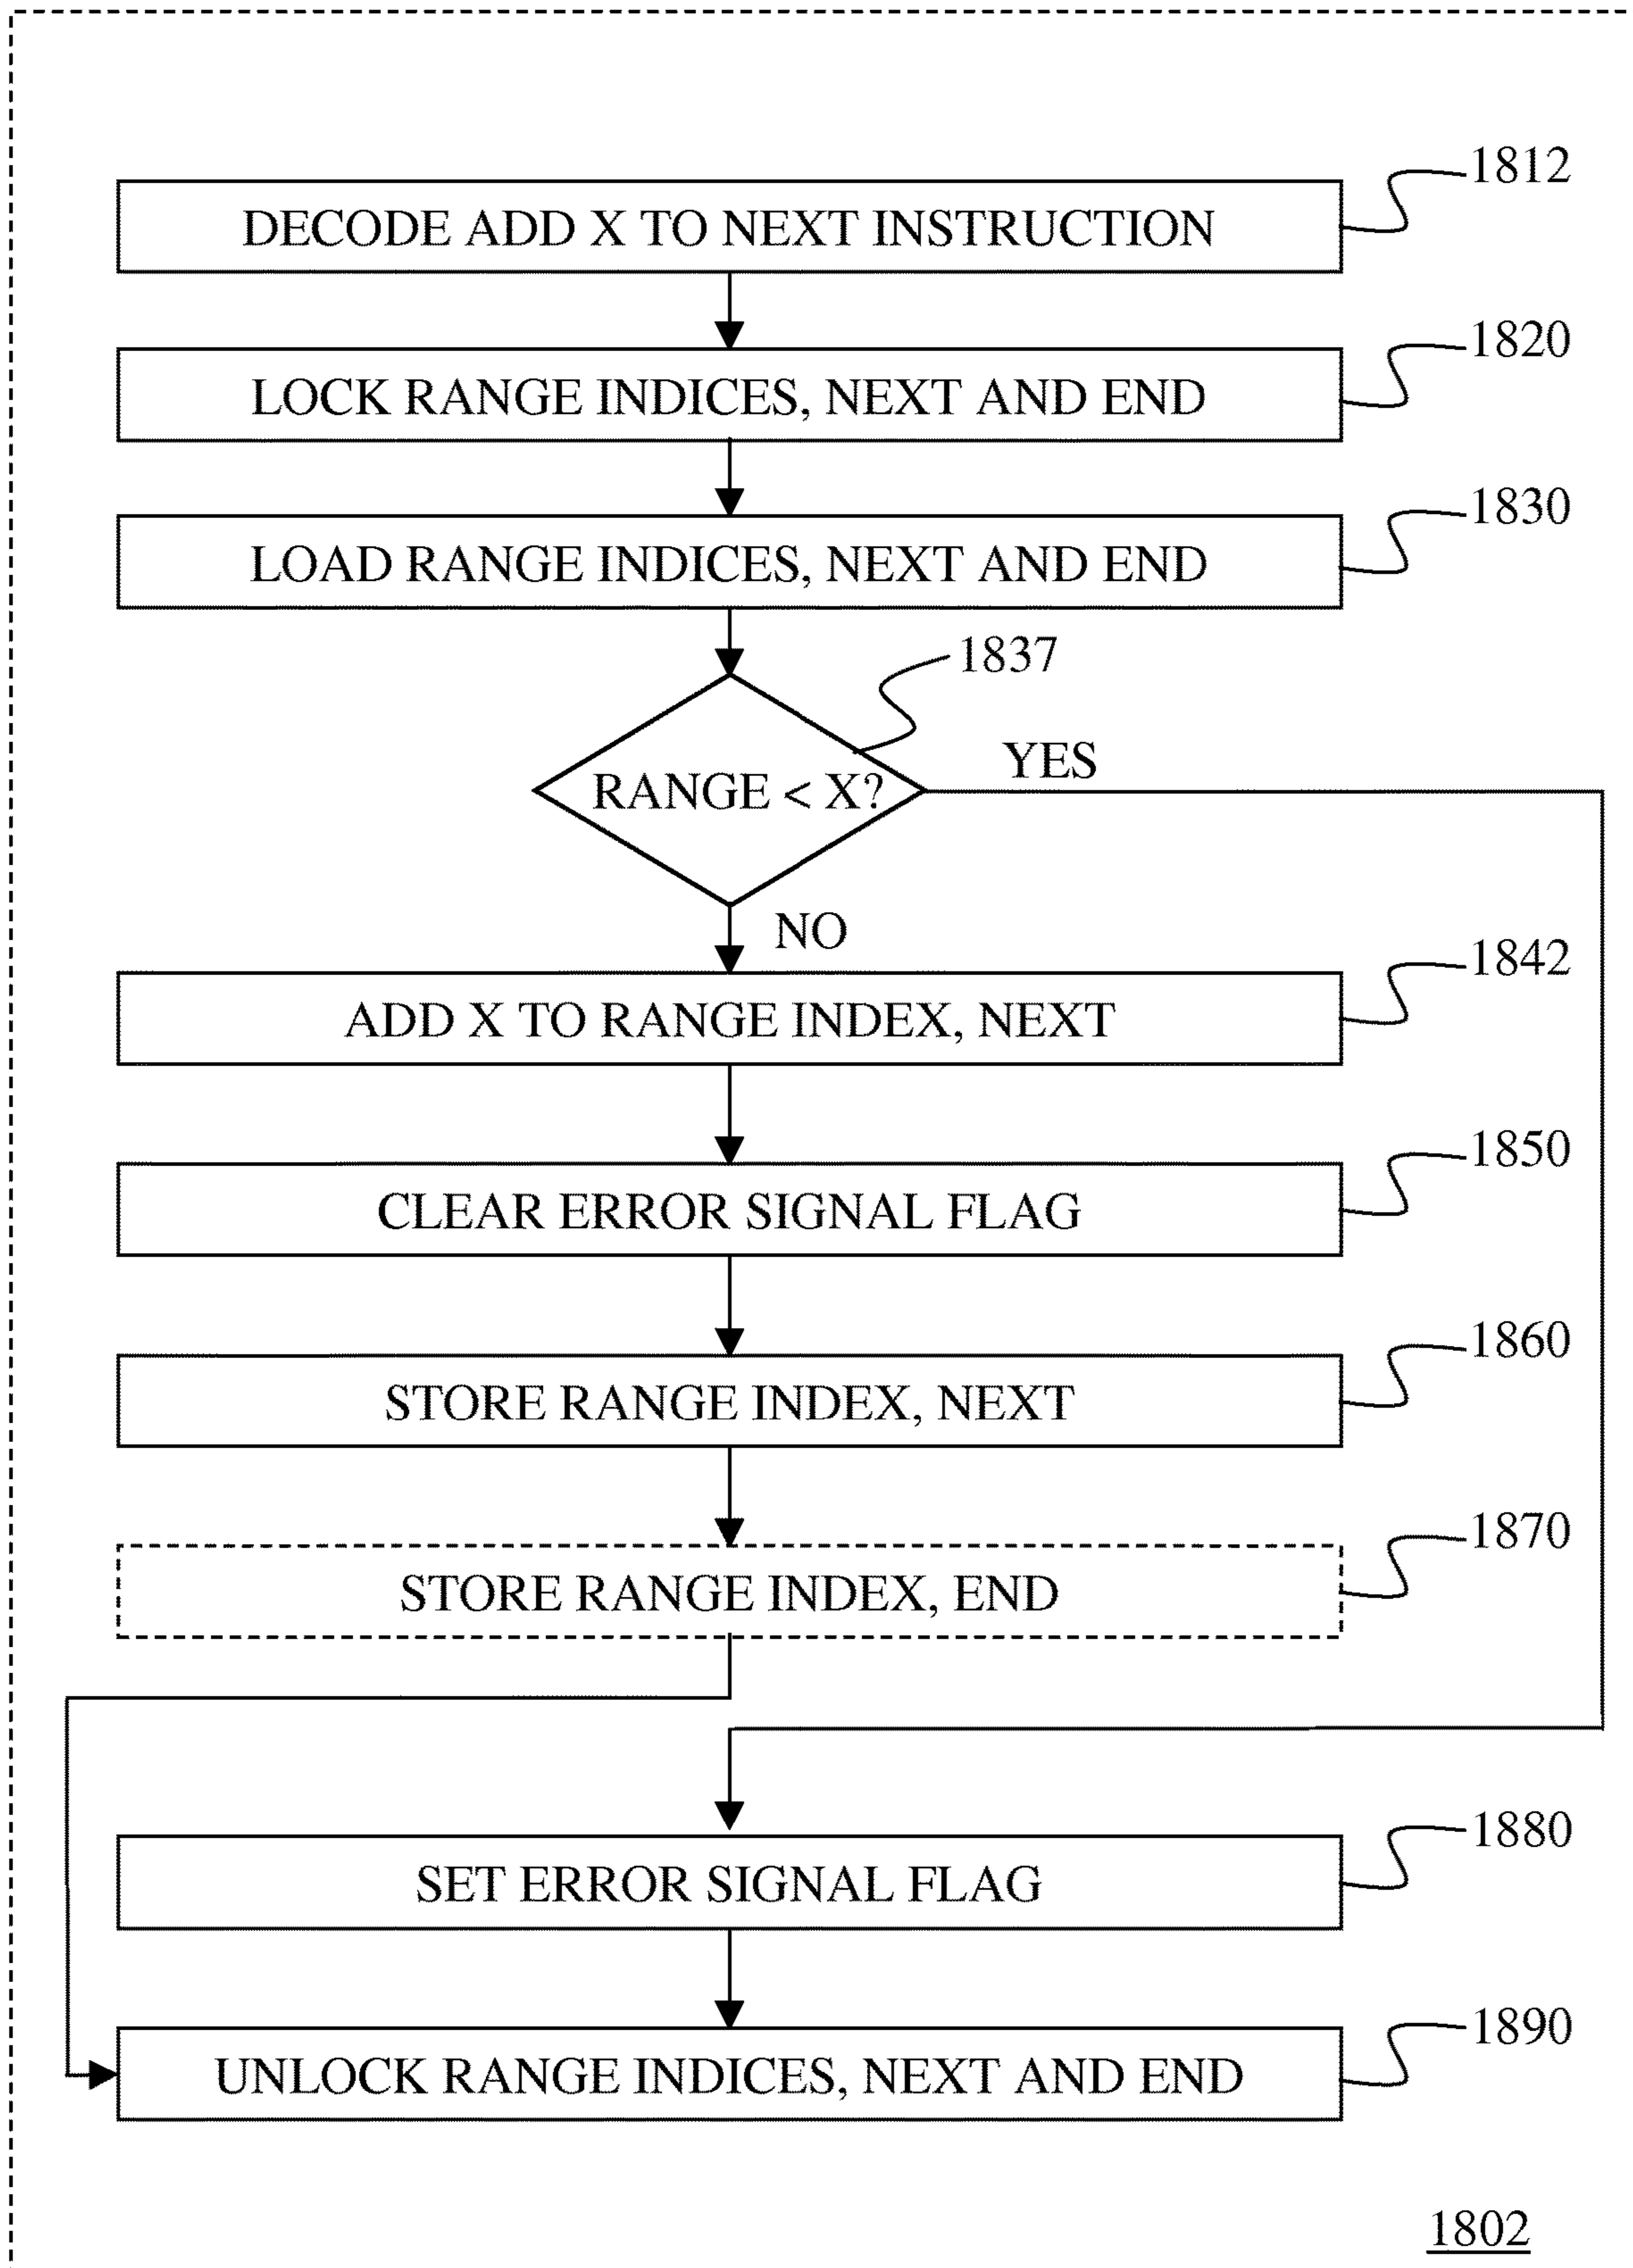 1812
DECODE ADD X TO NEXT INSTRUCTION
1820
LOCK RANGE INDICES, NEXT AND END
1830
LOAD RANGE INDICES, NEXT AND END
1837
YES
RANGE < X?
NO
1842
ADD X TO RANGE INDEX, NEXT
1850
CLEAR ERROR SIGNAL FLAG
1860
STORE RANGE INDEX, NEXT
1870
STORE RANGE INDEX, END
1880
SET ERROR SIGNAL FLAG
1890
UNLOCK RANGE INDICES, NEXT AND END
1802